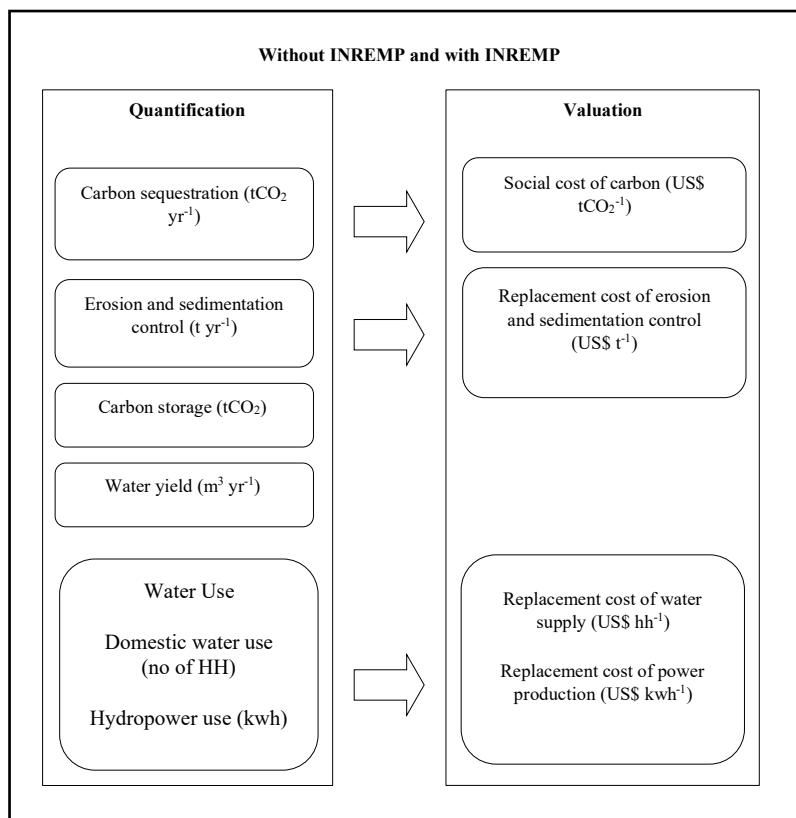 Without INREMP and with INREMP
Quantification
Carbon sequestration (tCO₂
yr⁻¹)
Erosion and sedimentation
control (t yr⁻¹)
Carbon storage (tCO₂)
Water yield (m³ yr⁻¹)
Water Use
Domestic water use
(no of HH)
Hydropower use (kwh)
Valuation
Social cost of carbon (US$
tCO₂⁻¹)
Replacement cost of erosion
and sedimentation control
(US$ t⁻¹)
Replacement cost of water
supply (US$ hh⁻¹)
Replacement cost of power
production (US$ kwh⁻¹)